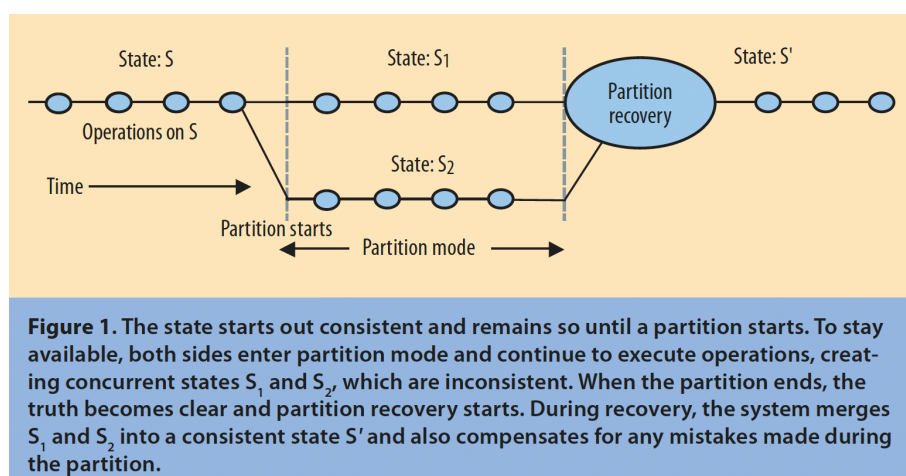 State: S
State: S1
State: S'
Partition
recovery
Operations on S
State: S2
Time
Partition starts
Partition mode
Figure 1. The state starts out consistent and remains so until a partition starts. To stay
available, both sides enter partition mode and continue to execute operations, creat-
ing concurrent states S1 and S2, which are inconsistent. When the partition ends, the
truth becomes clear and partition recovery starts. During recovery, the system merges
S1 and S2 into a consistent state S' and also compensates for any mistakes made during
the partition.